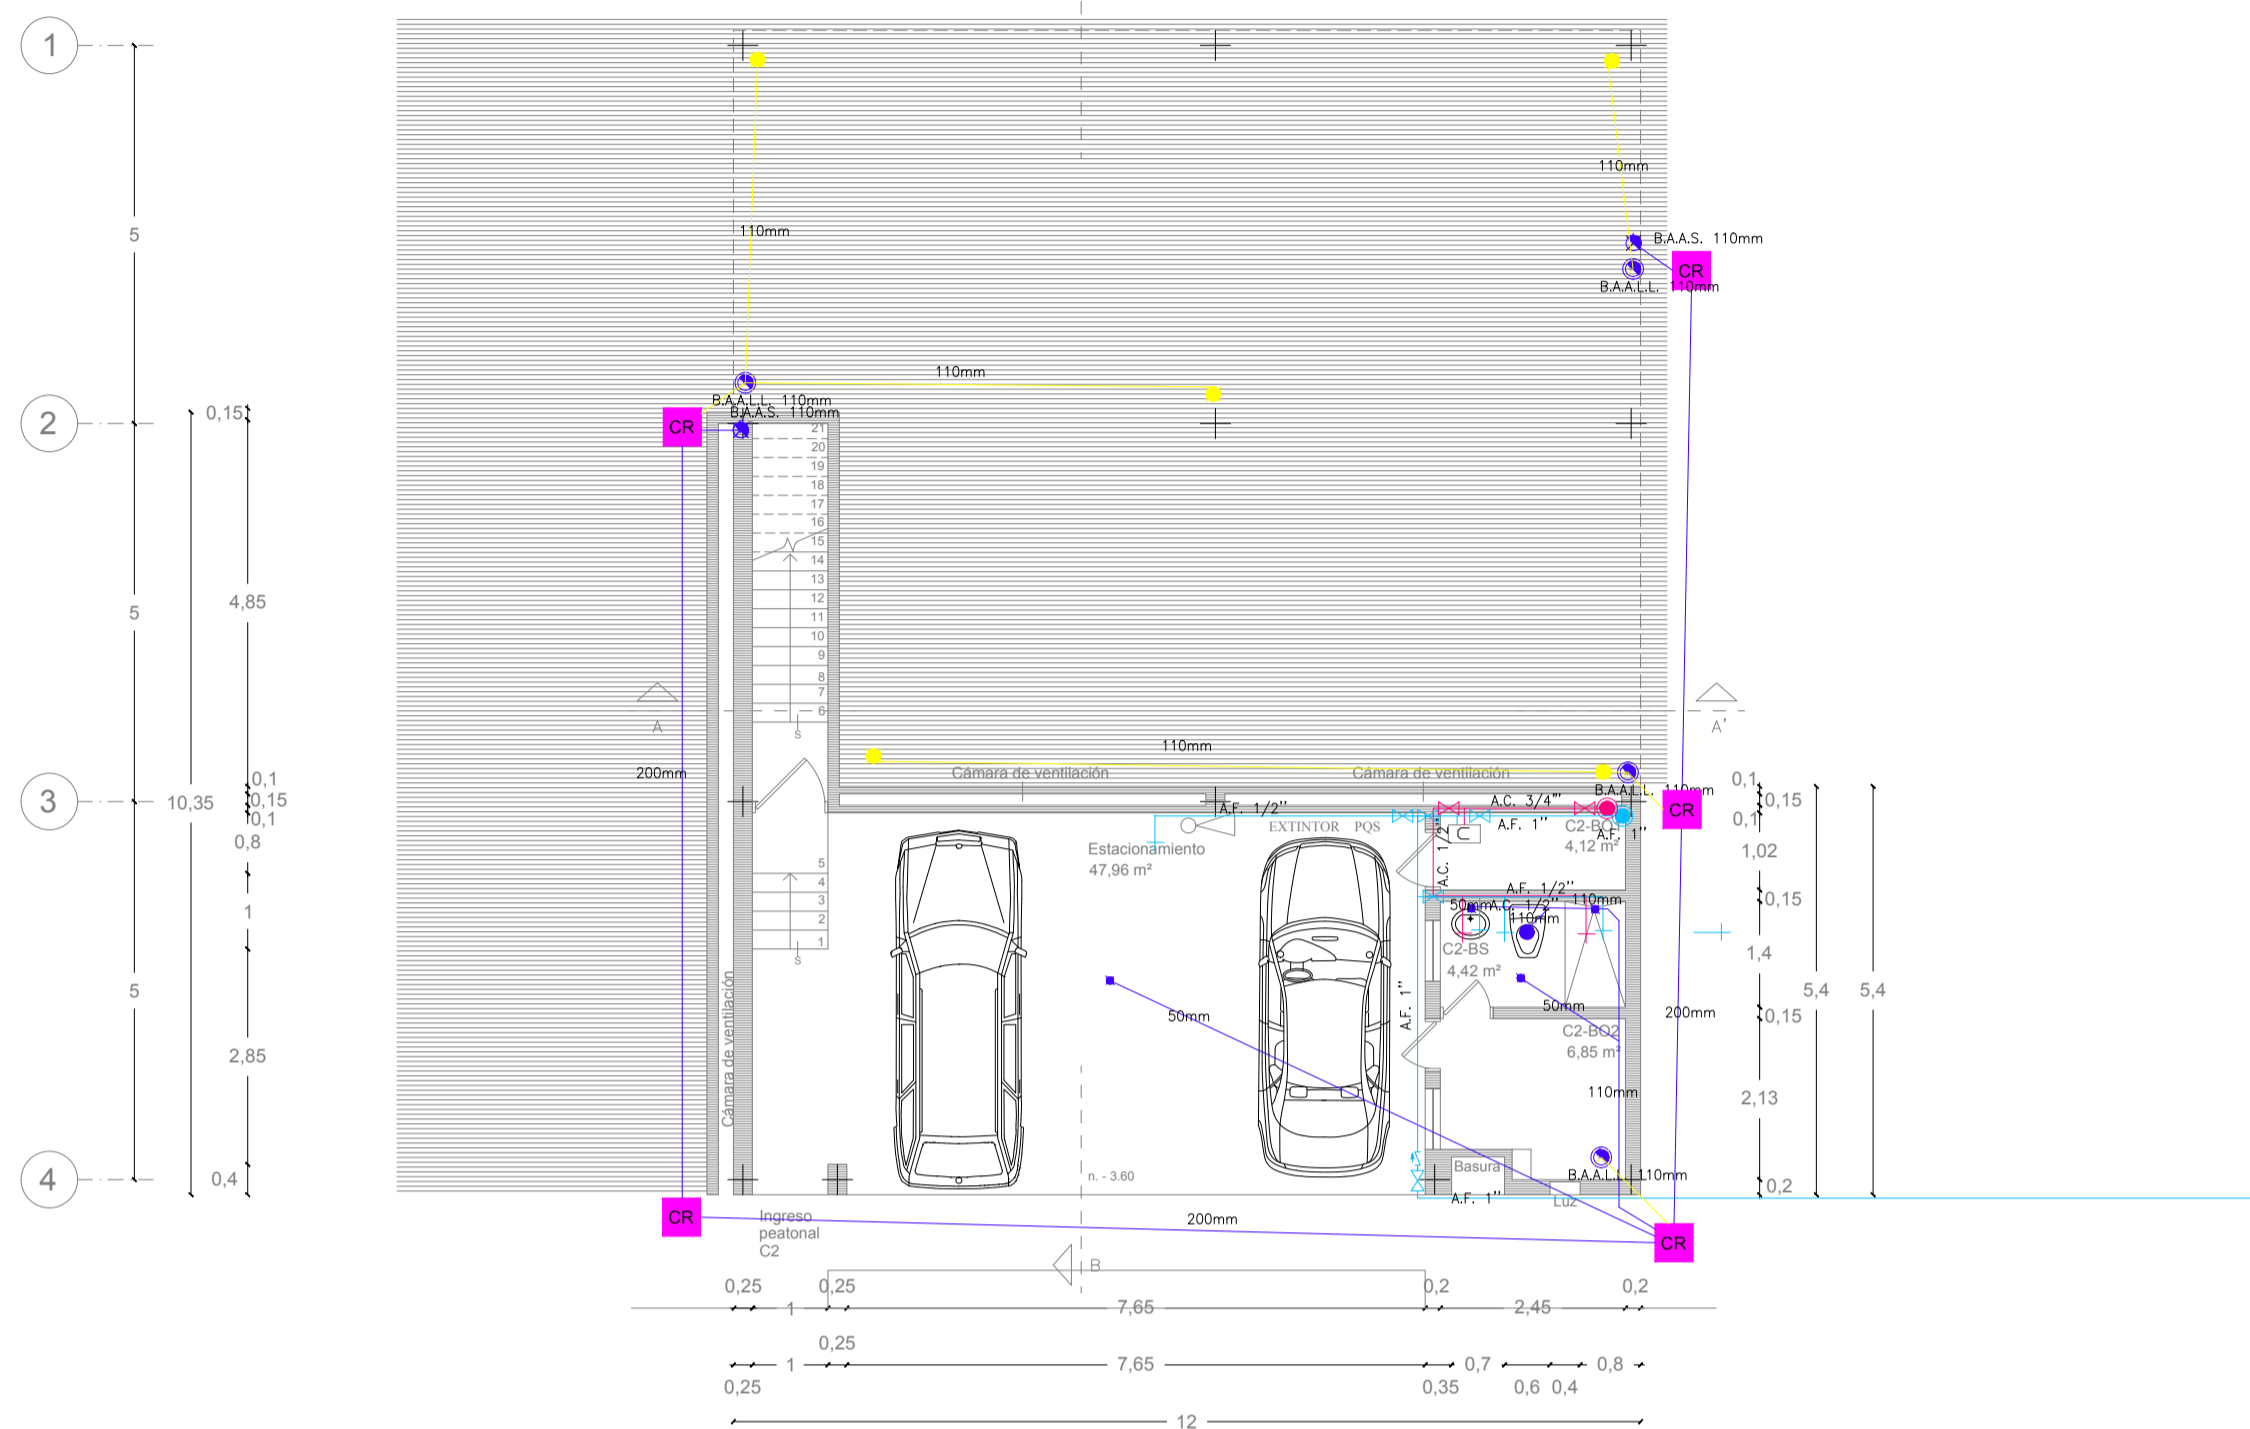 1
5
110mm
110mm
B.A.A.S. 110mm
CR
B.A.A.L.L. 110mm
110mm
B.A.A.L.L. 110mm
B.A.A.S. 110mm
2
0,15
CR
21
20
19
18
17
16
15
14
13
12
11
10
9
8
7
6
S
5
4,85
A
A'
200mm
110mm
Cámara de ventilación
Cámara de ventilación
B.A.A.L.L. 110mm
CR
3
10,35
0,1
0,15
0,1
0,8
0,1
0,15
0,1
1,02
A.F. 1/2''
A.C. 3/4'''
A.F. 1''
EXTINTOR PQS
C2-BO1
4,12 m²
A.F. 1''
A.C. 1/2''
Estacionamiento
47,96 m²
5
4
3
2
1
S
A.F. 1/2''
A.C. 1/2''
50mm
110mm
110mm
0,15
1
C2-BS
4,42 m²
1,4
5
5,4
5,4
50mm
50mm
A.F. 1''
200mm
0,15
C2-BO2
6,85 m²
Cámara de ventilación
2,85
110mm
2,13
4
0,4
n. - 3.60
Basura
B.A.A.L.L. 110mm
0,2
A.F. 1''
Luz
CR
Ingreso
peatonal
C2
200mm
CR
B
0,25
0,25
0,2
0,2
1
7,65
2,45
0,25
1
7,65
0,7
0,8
0,25
0,35
0,6
0,4
12